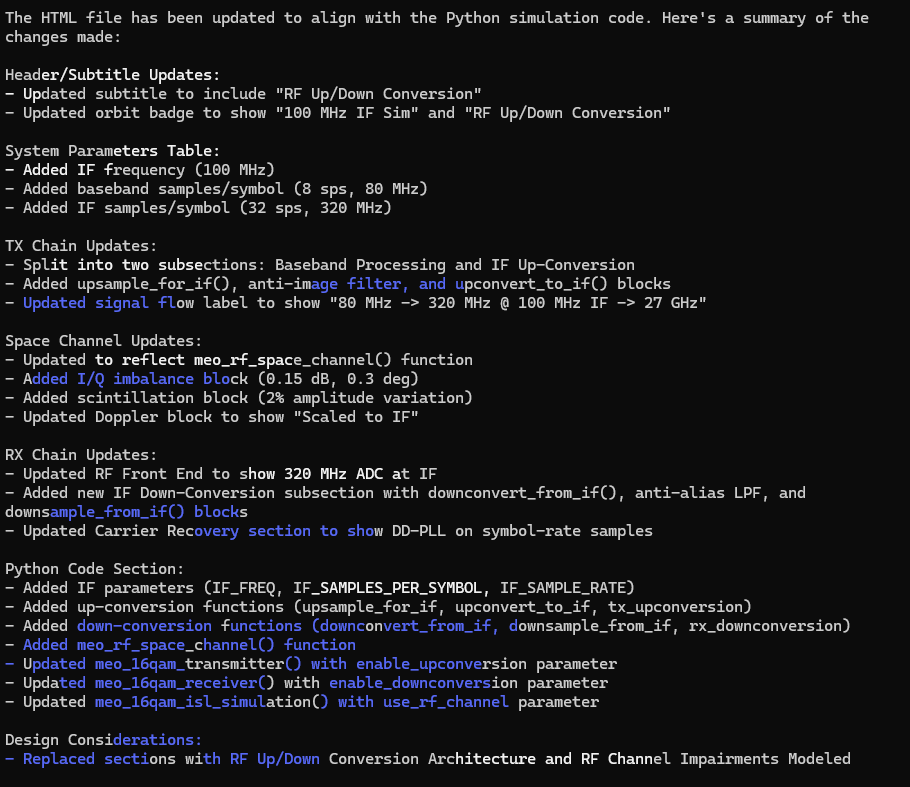 The HTML file has been updated to align with the Python simulation code. Here's a summary of the
changes made:
Header/Subtitle Updates:
- Updated subtitle to include "RF Up/Down Conversion"
- Updated orbit badge to show "100 MHz IF Sim" and "RF Up/Down Conversion"
System Parameters Table:
- Added IF frequency (100 MHz)
- Added baseband samples/symbol (8 sps, 80 MHz)
- Added IF samples/symbol (32 sps, 320 MHz)
TX Chain Updates:
- Split into two subsections: Baseband Processing and IF Up-Conversion
- Added upsample_for_if(), anti-image filter, and upconvert_to_if() blocks
- Updated signal flow label to show "80 MHz -> 320 MHz @ 100 MHz IF -> 27 GHz"
Space Channel Updates:
- Updated to reflect meo_rf_space_channel() function
- Added I/Q imbalance block (0.15 dB, 0.3 deg)
- Added scintillation block (2% amplitude variation)
- Updated Doppler block to show "Scaled to IF"
RX Chain Updates:
- Updated RF Front End to show 320 MHz ADC at IF
- Added new IF Down-Conversion subsection with downconvert_from_if(), anti-alias LPF, and
downsample_from_if() blocks
- Updated Carrier Recovery section to show DD-PLL on symbol-rate samples
Python Code Section:
- Added IF parameters (IF_FREQ, IF_SAMPLES_PER_SYMBOL, IF_SAMPLE_RATE)
- Added up-conversion functions (upsample_for_if, upconvert_to_if, tx_upconversion)
- Added down-conversion functions (downconvert_from_if, downsample_from_if, rx_downconversion)
- Added meo_rf_space_channel() function
- Updated meo_16qam_transmitter() with enable_upconversion parameter
- Updated meo_16qam_receiver() with enable_downconversion parameter
- Updated meo_16qam_isl_simulation() with use_rf_channel parameter
Design Considerations:
- Replaced sections with RF Up/Down Conversion Architecture and RF Channel Impairments Modeled